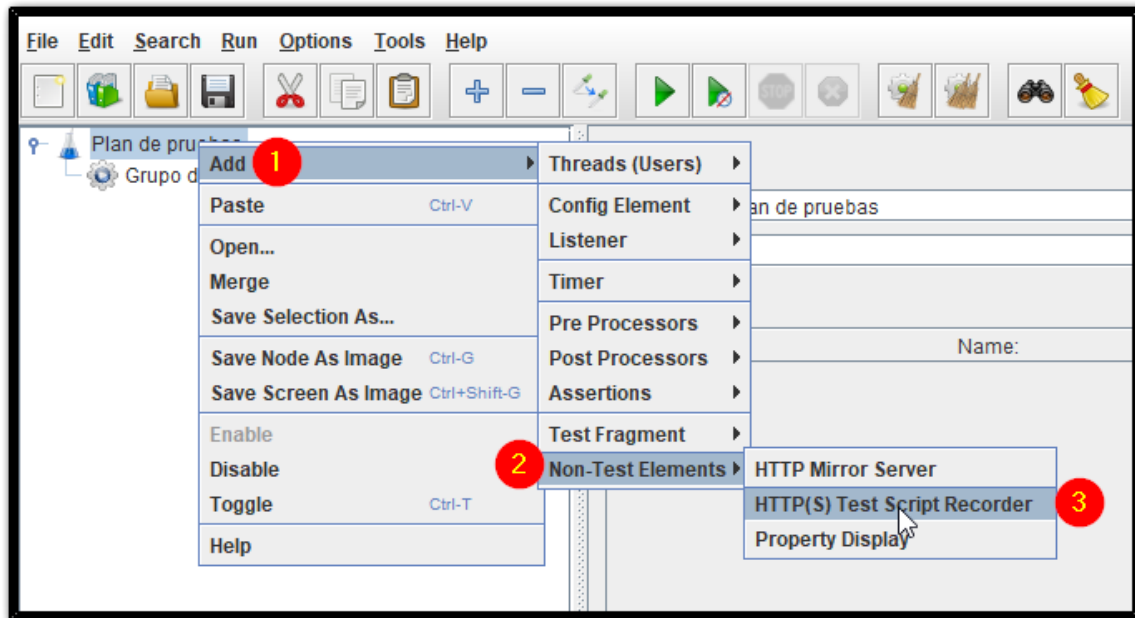 File Edit Search Run Options Tools Help
STOP
Plan de pruebas
Grupo d
Add 1
Paste Ctrl-V
Open...
Merge
Save Selection As...
Save Node As Image Ctrl-G
Save Screen As Image Ctrl+Shift-G
Enable
Disable
Toggle Ctrl-T
Help
Threads (Users)
Config Element
Listener
Timer
Pre Processors
Post Processors
Assertions
Test Fragment
2 Non-Test Elements
HTTP Mirror Server
HTTP(S) Test Script Recorder 3
Property Display
an de pruebas
Name: